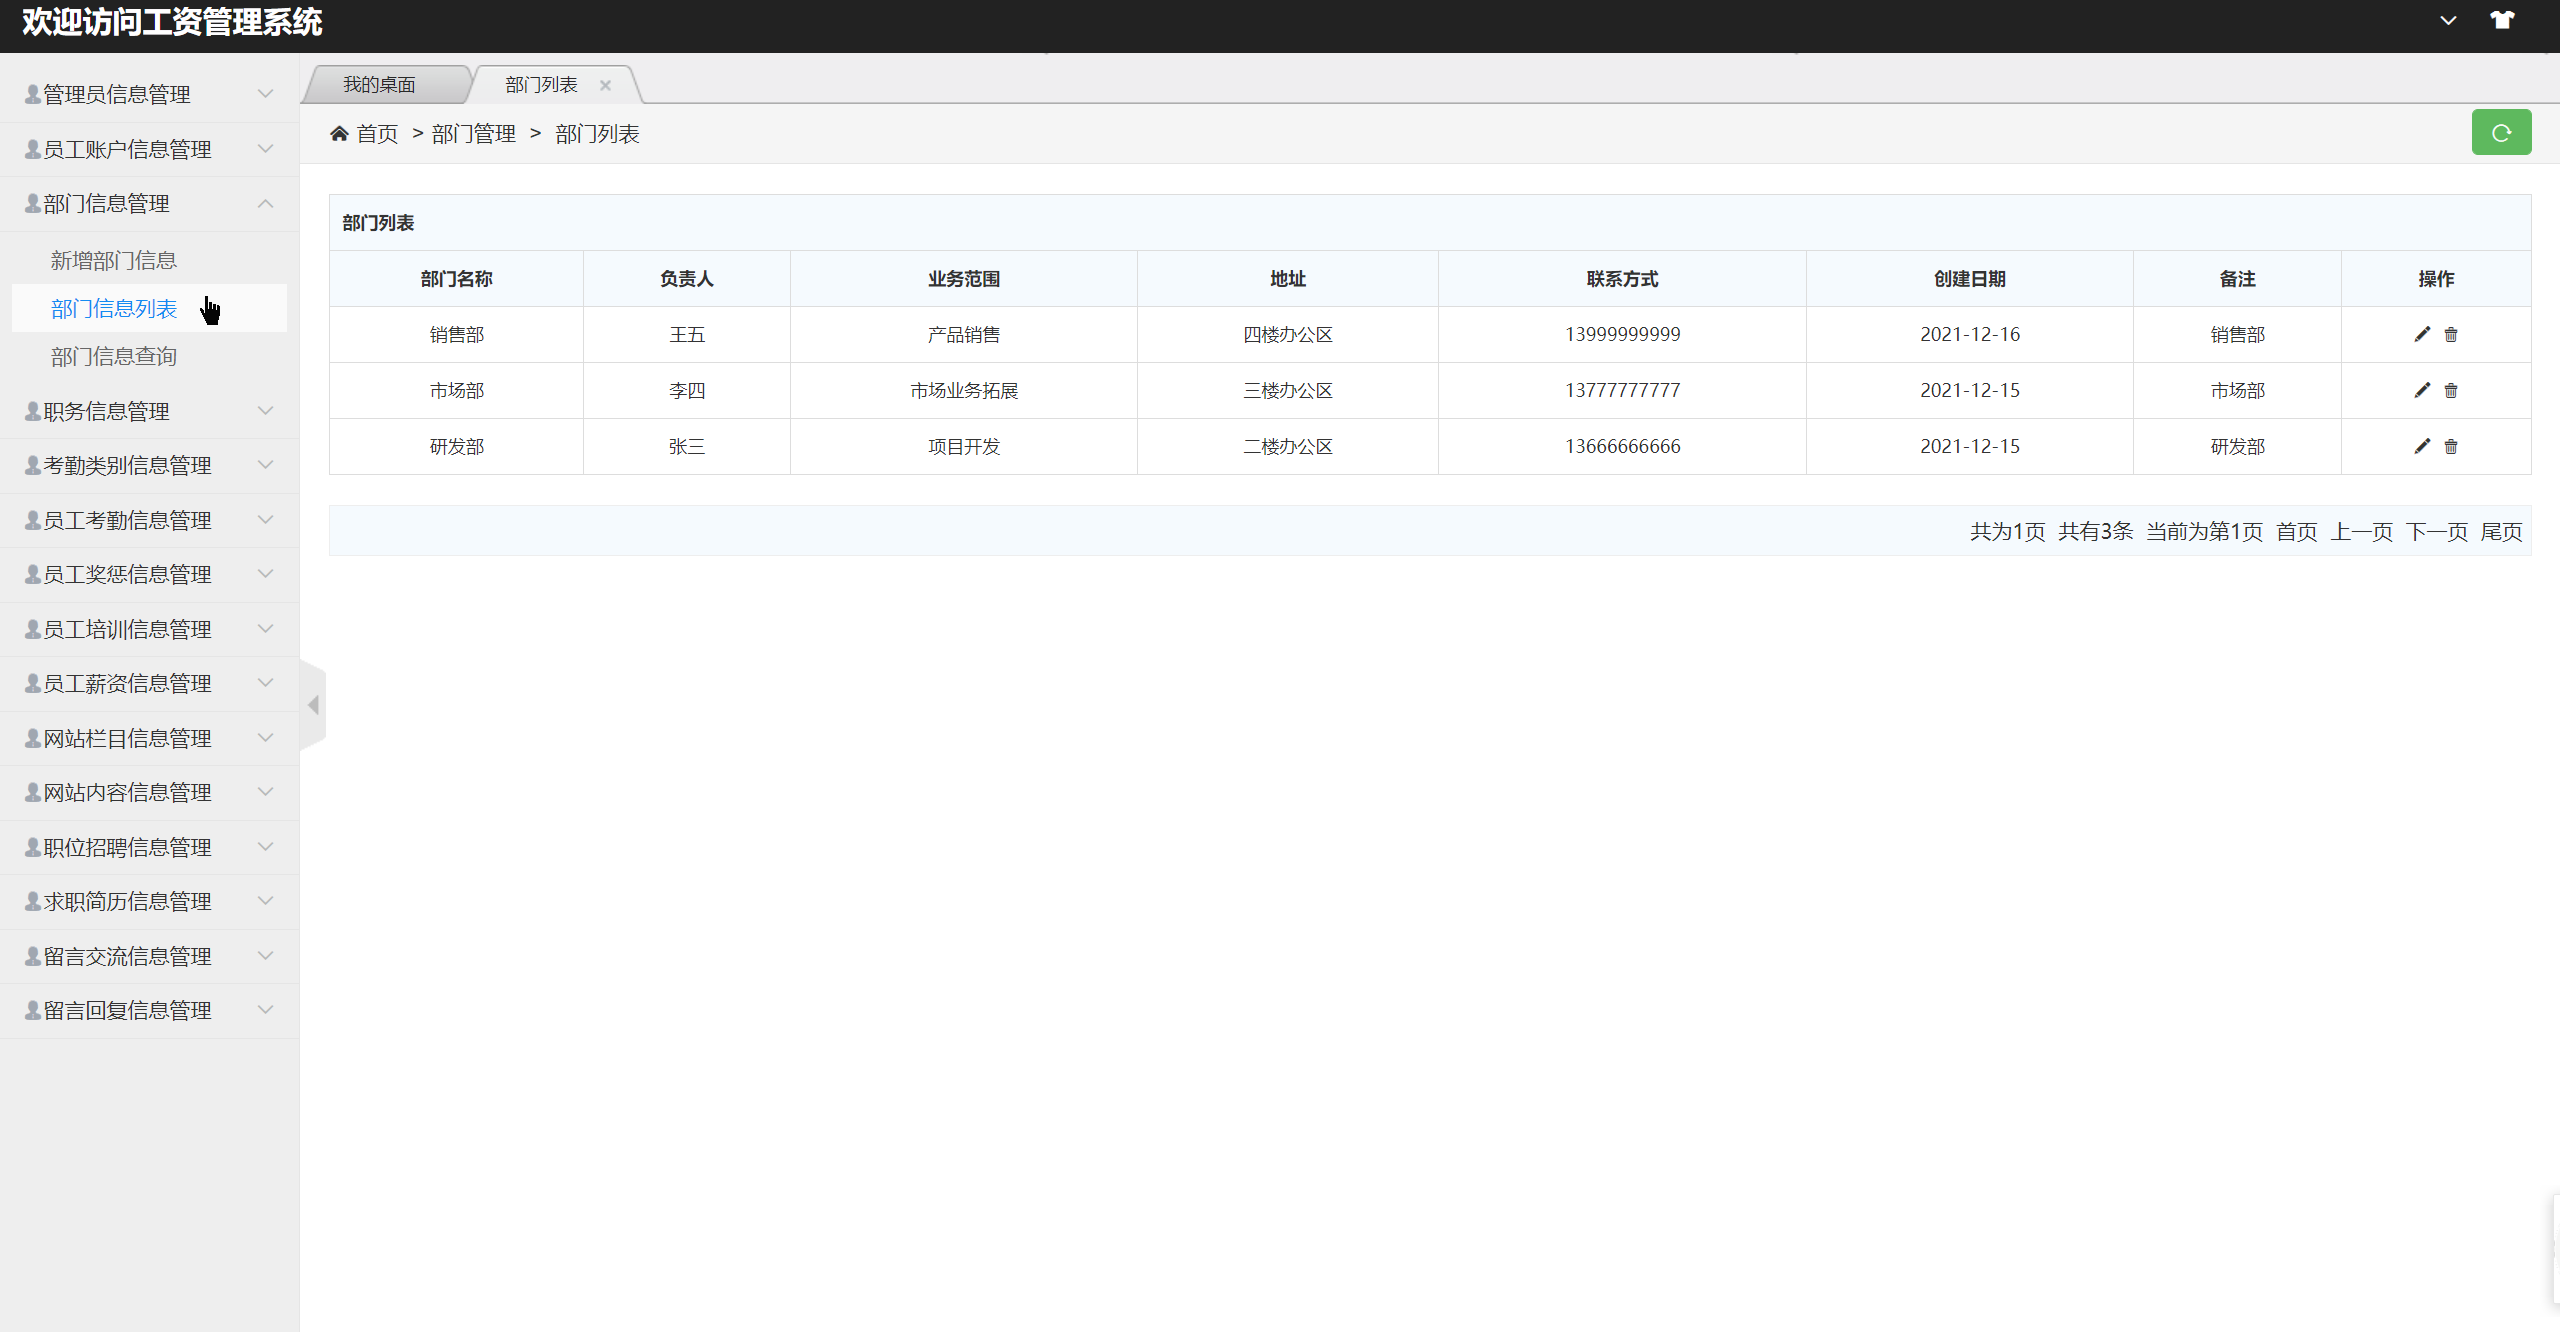 欢迎访问工资管理系统
管理员信息管理
员工账户信息管理
部门信息管理
新增部门信息
部门信息列表
部门信息查询
职务信息管理
考勤类别信息管理
员工考勤信息管理
员工奖惩信息管理
员工培训信息管理
员工薪资信息管理
网站栏目信息管理
网站内容信息管理
职位招聘信息管理
求职简历信息管理
留言交流信息管理
留言回复信息管理
我的桌面 部门列表
首页 > 部门管理 > 部门列表
部门列表
部门名称 负责人 业务范围 地址 联系方式 创建日期 备注 操作
销售部 王五 产品销售 四楼办公区 13999999999 2021-12-16 销售部
市场部 李四 市场业务拓展 三楼办公区 13777777777 2021-12-15 市场部
研发部 张三 项目开发 二楼办公区 13666666666 2021-12-15 研发部
共为1页 共有3条 当前为第1页 首页 上一页 下一页 尾页